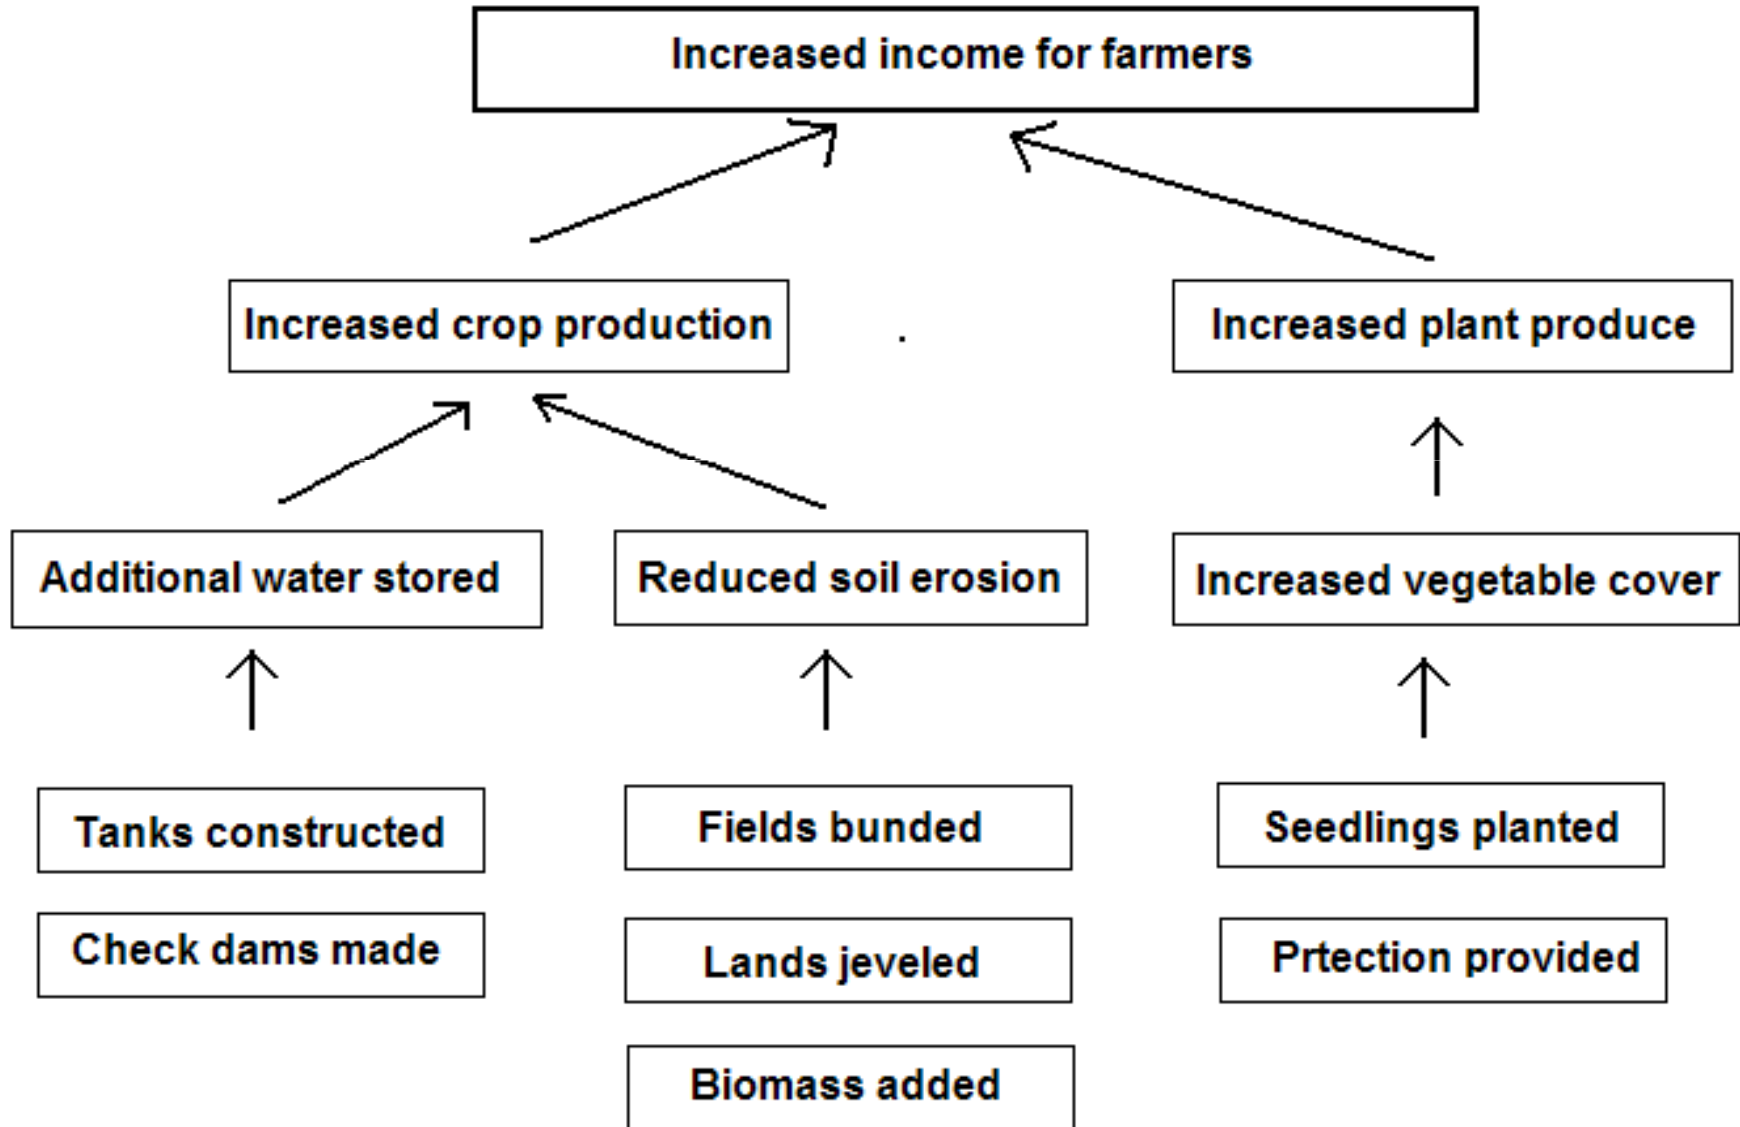 Increased income for farmers
Increased crop production
Increased plant produce
Additional water stored
Reduced soil erosion
Increased vegetable cover
Tanks constructed
Fields bunded
Seedlings planted
Check dams made
Lands jeveled
Prtection provided
Biomass added